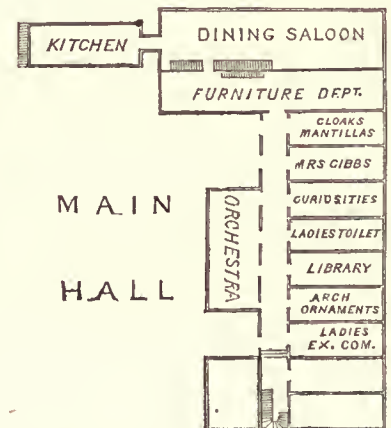 KITCHEN
DINING SALOON
FURNITURE DEPT.
CLOAKS
MANTILLAS
MRS GIBBS
CURIOSITIES
LADIES TOILET
LIBRARY
ARCH
ORNAMENTS
LADIES
EX. COM.
ORCHESTRA
MAIN
HALL